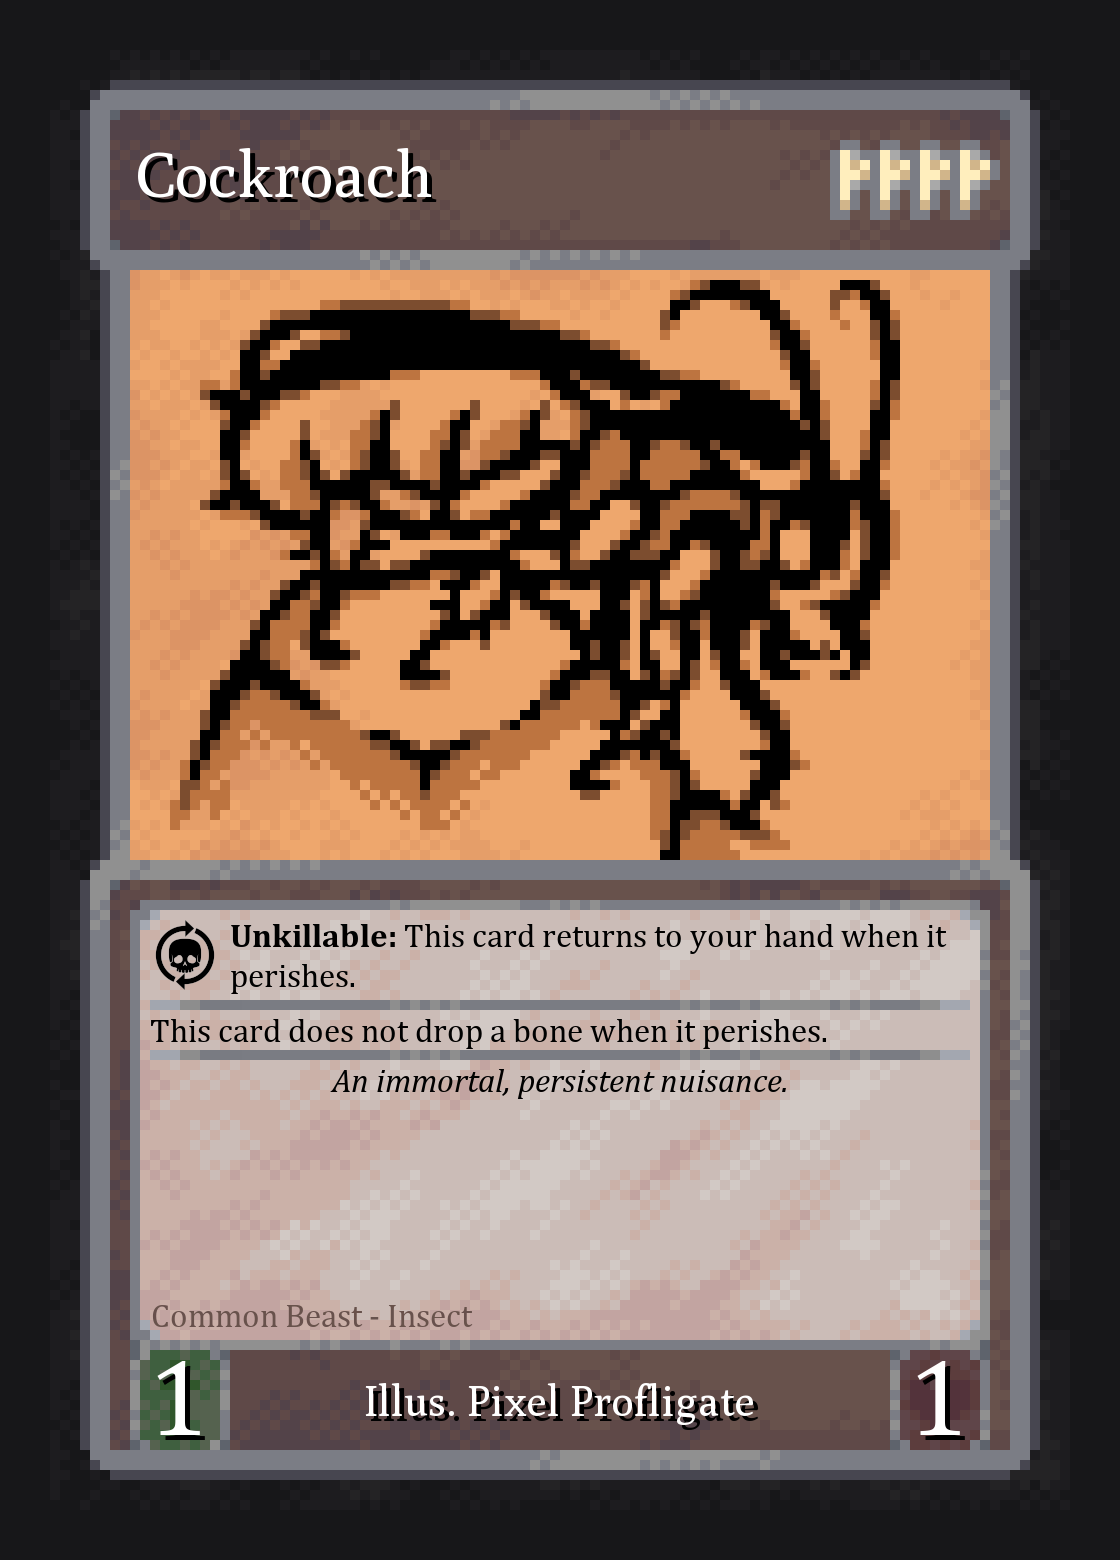 Cockroach
Unkillable: This card returns to your hand when it
perishes.
This card does not drop a bone when it perishes.
An immortal, persistent nuisance.
Common Beast - Insect
1
Illus. Pixel Profligate
1